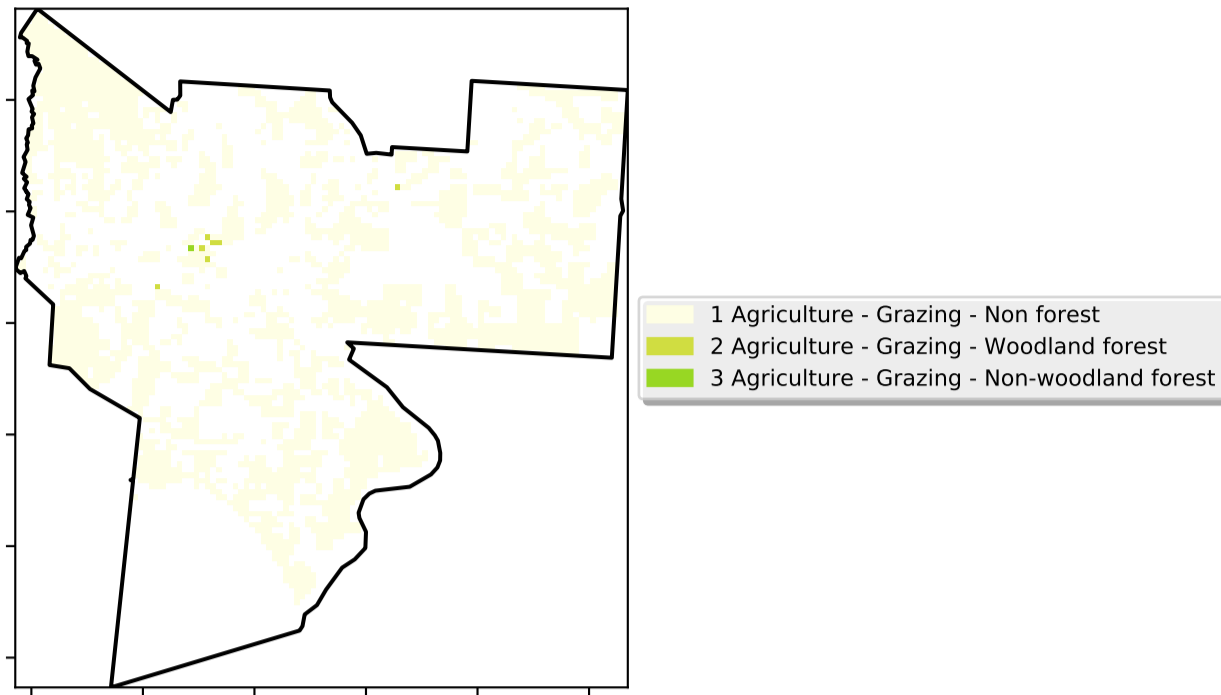 1 Agriculture - Grazing - Non forest
2 Agriculture - Grazing - Woodland forest
3 Agriculture - Grazing - Non-woodland forest